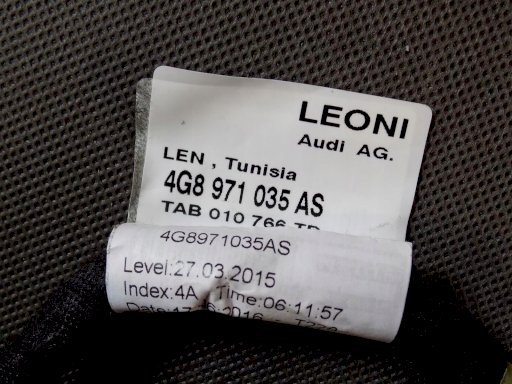 LEONI
Audi AG.
LEN , Tunisia
4G8 971 035 AS
TAB 010 766
4G8971035AS
Level:27.03.2015
Index:4A Time:06:11:57